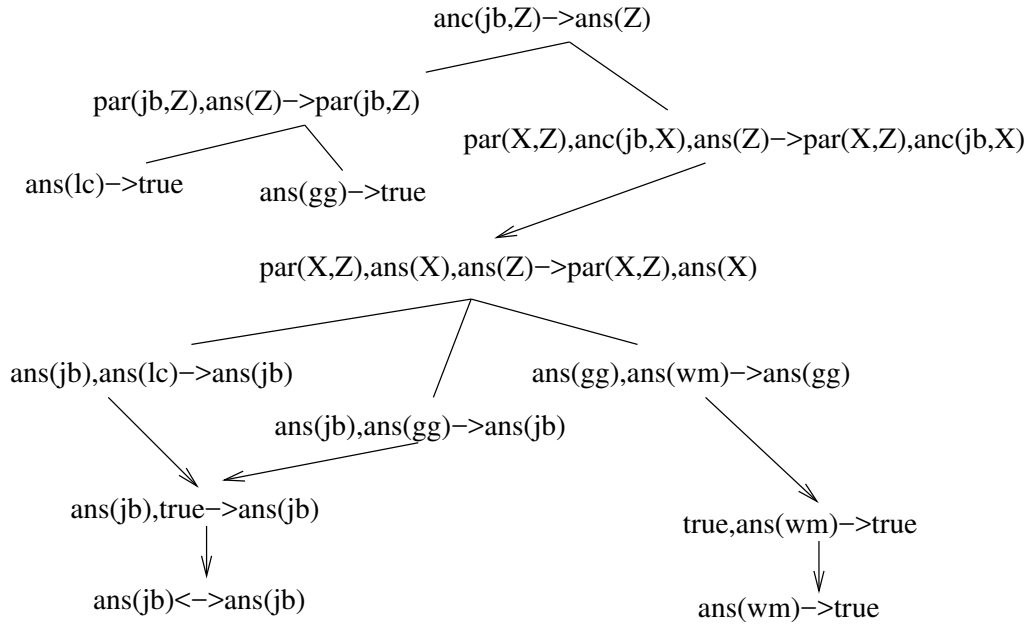 anc(jb,Z)−>ans(Z)
par(jb,Z),ans(Z)−>par(jb,Z)
par(X,Z),anc(jb,X),ans(Z)−>par(X,Z),anc(jb,X)
ans(lc)−>true
ans(gg)−>true
par(X,Z),ans(X),ans(Z)−>par(X,Z),ans(X)
ans(jb),ans(lc)−>ans(jb)
ans(gg),ans(wm)−>ans(gg)
ans(jb),ans(gg)−>ans(jb)
ans(jb),true−>ans(jb)
true,ans(wm)−>true
ans(jb)<−>ans(jb)
ans(wm)−>true